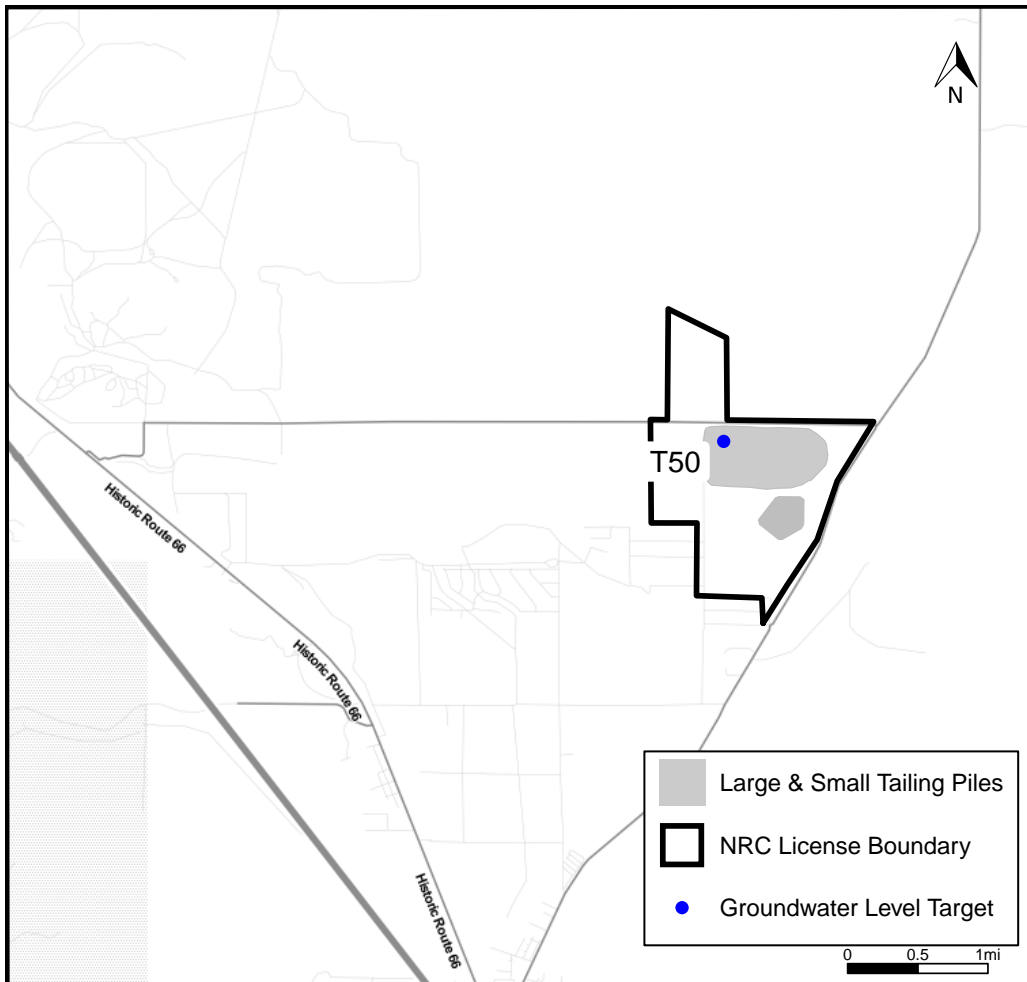 N
T50
Historic Route 66
Historic Route 66
Historic Route 66
Large & Small Tailing Piles
NRC License Boundary
Groundwater Level Target
0 0.5 1mi